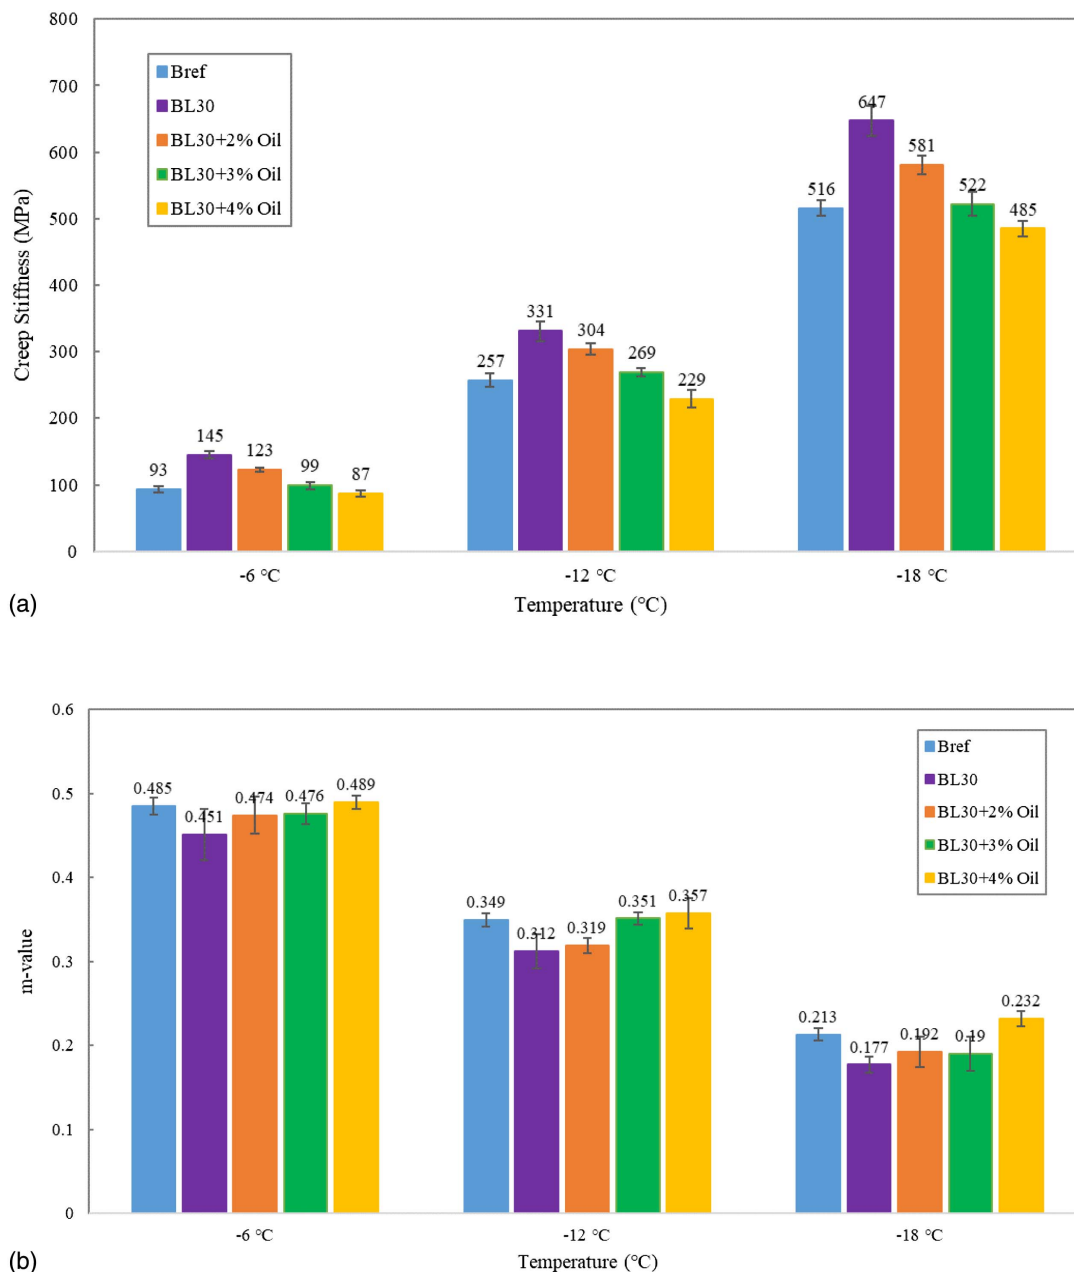 800
700
600
500
400
300
200
100
0
Creep Stiffness (MPa)
Bref
BL30
BL30+2% Oil
BL30+3% Oil
BL30+4% Oil
93
145
123
99
87
257
331
304
269
229
516
647
581
522
485
-6 °C
-12 °C
-18 °C
Temperature (°C)
(a)
0.6
0.5
0.4
0.3
0.2
0.1
0
m-value
Bref
BL30
BL30+2% Oil
BL30+3% Oil
BL30+4% Oil
0.485
0.451
0.474
0.476
0.489
0.349
0.312
0.319
0.351
0.357
0.213
0.177
0.192
0.19
0.232
-6 °C
-12 °C
-18 °C
Temperature (°C)
(b)